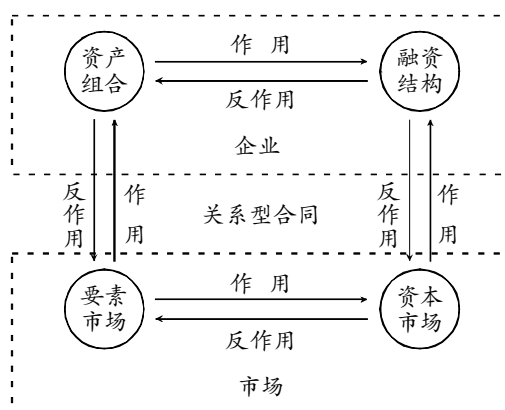 资产
组合
作 用
反作用
融资
结构
企业
反作用
作用
关系型合同
反作用
作用
要素
市场
作 用
反作用
资本
市场
市场